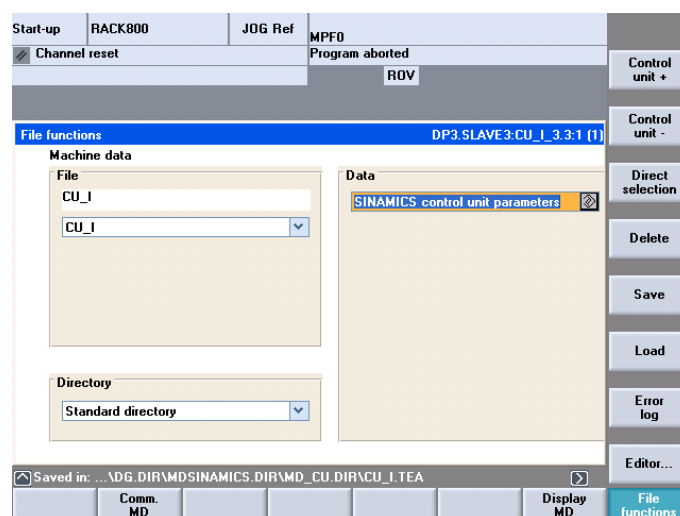 Start-up RACK800 JOG Ref MPF0
Channel reset Program aborted
ROV
Control unit +
Control unit -
File functions DP3.SLAVE3:CU_I_3.3:1 (1)
Machine data
File Data
CU_I SINAMICS control unit parameters
CU_I
Direct selection
Delete
Save
Load
Directory
Standard directory
Error log
Editor...
Saved in: ...\DG.DIR\MDSINAMICS.DIR\MD_CU.DIR\CU_I.TEA
Comm. MD
Display MD
File functions